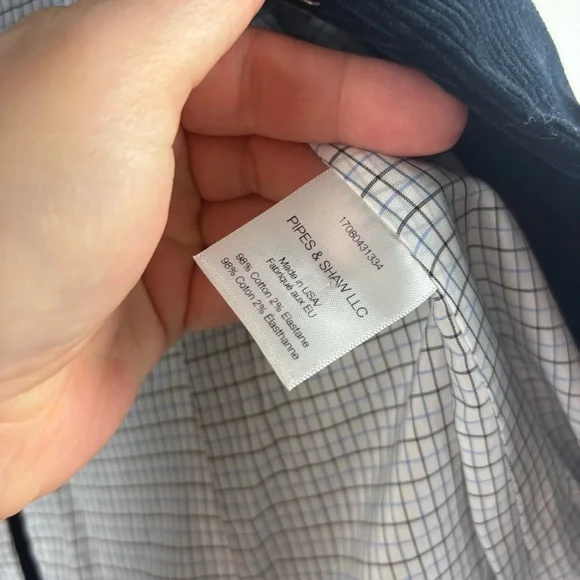 17080431334
PIPES & SHAW LLC
Made in USA/
Fabriqué aux EU
98% Cotton 2% Elastane
98% Coton 2% Élasthanne